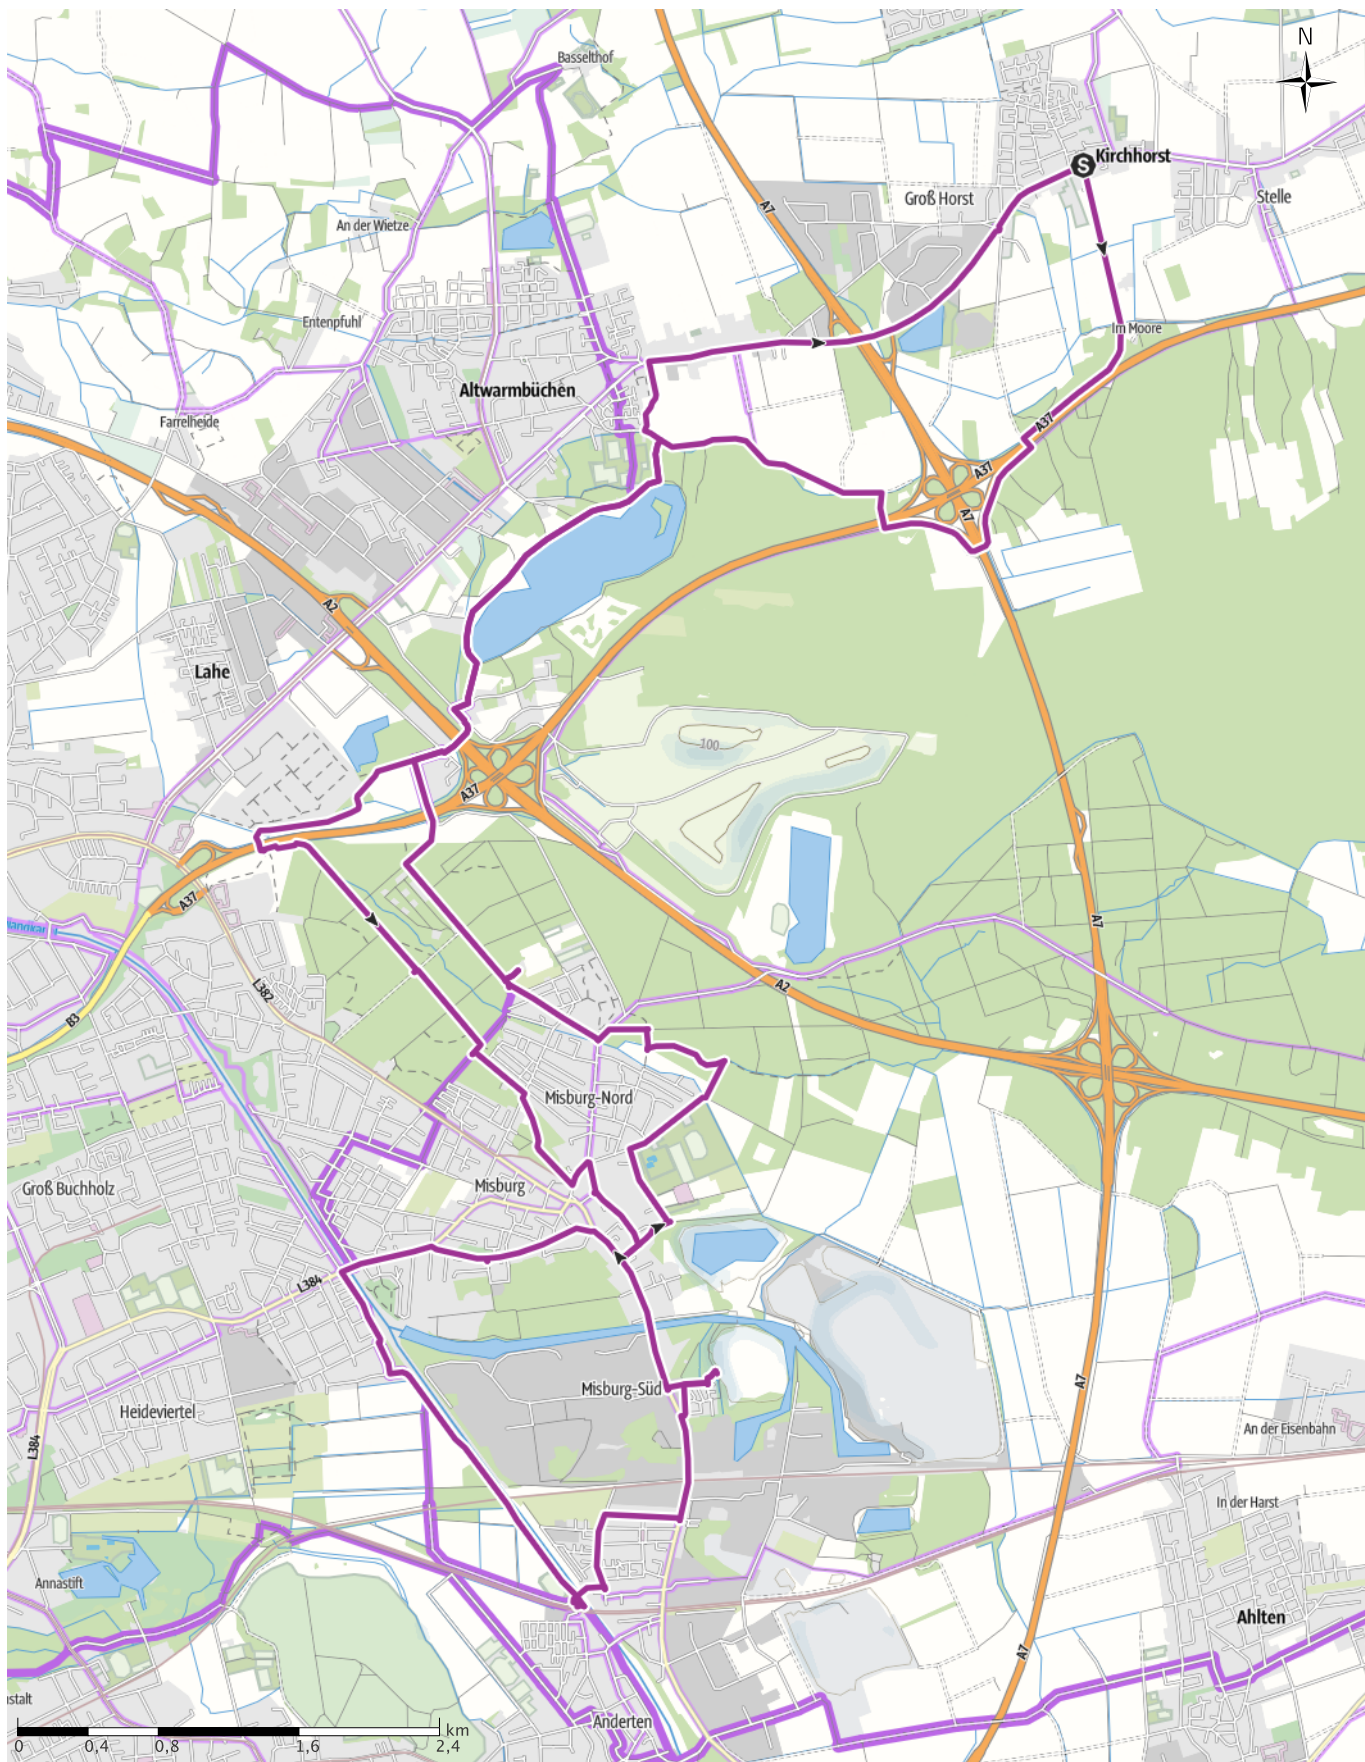 Basselthof
N
Kirchhorst
S
Stelle
Groß Horst
A7
An der Wietze
Entenpfuhl
Im Moore
Altwarmbüchen
Farrelheide
A37
A37
A7
A2
Lahe
100
A37
A37
A7
L382
A2
B3
Misburg-Nord
Groß Buchholz
Misburg
L384
A7
Misburg-Süd
Heideviertel
An der Eisenbahn
L384
In der Harst
Annastift
Ahlten
A7
nstalt
Anderten
km
0
0,4
0,8
1,6
2,4